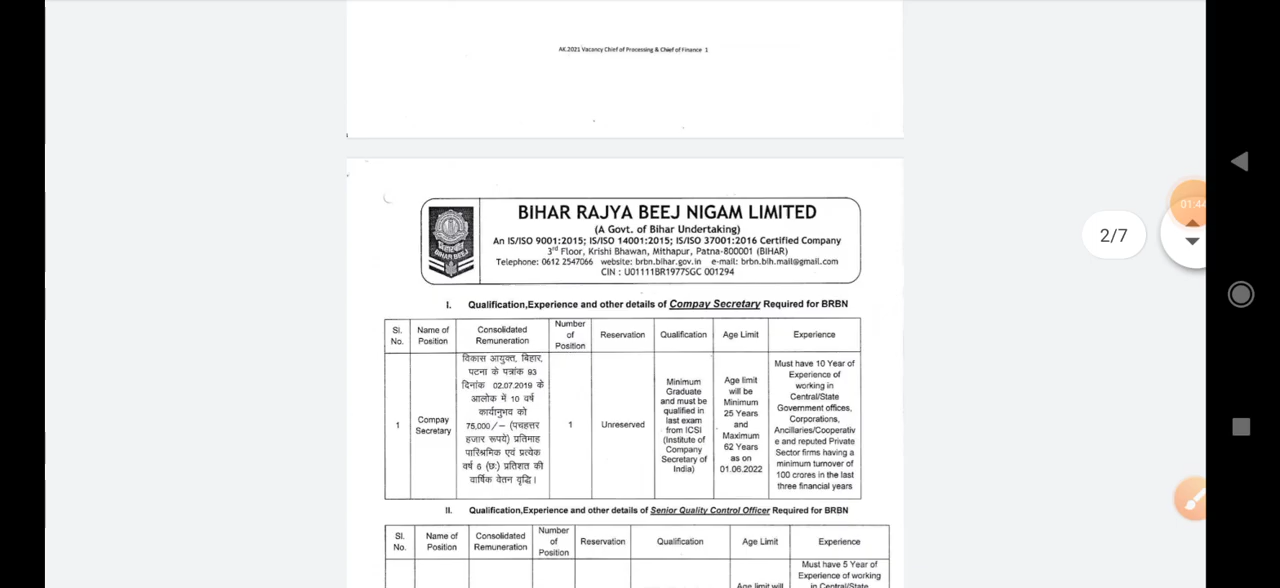 AK.2021 Vacancy Chief of Processing & Chief of Finance 1
2/7
01:44
BIHAR BEEJ
BIHAR RAJYA BEEJ NIGAM LIMITED
(A Govt. of Bihar Undertaking)
An IS/ISO 9001:2015; IS/ISO 14001:2015; IS/ISO 37001:2016 Certified Company
3rd Floor, Krishi Bhawan, Mithapur, Patna-800001 (BIHAR)
Telephone: 0612 2547066 website: brbn.bihar.gov.in e-mail: brbn.bih.mail@gmail.com
CIN : U01111BR1977SGC 001294
I. Qualification,Experience and other details of Compay Secretary Required for BRBN
Sl.
No.
Name of
Position
Consolidated
Remuneration
Number
of
Position
Reservation
Qualification
Age Limit
Experience
1
Compay
Secretary
विकास आयुक्त, बिहार,
पटना के पत्रांक 93
दिनांक 02.07.2019 के
आलोक में 10 वर्ष
कार्यानुभव को
75,000/– (पचहत्तर
हजार रूपये) प्रतिमाह
पारिश्रमिक एवं प्रत्येक
वर्ष 6 (छः) प्रतिशत की
वार्षिक वेतन वृद्धि।
1
Unreserved
Minimum
Graduate
and must be
qualified in
last exam
from ICSI
(Institute of
Company
Secretary of
India)
Age limit
will be
Minimum
25 Years
and
Maximum
62 Years
as on
01.06.2022
Must have 10 Year of
Experience of
working in
Central/State
Government offices,
Corporations,
Ancillaries/Cooperativ
e and reputed Private
Sector firms having a
minimum turnover of
100 crores in the last
three financial years
II. Qualification,Experience and other details of Senior Quality Control Officer Required for BRBN
Sl.
No.
Name of
Position
Consolidated
Remuneration
Number
of
Position
Reservation
Qualification
Age Limit
Experience
Age limit will
Must have 5 Year of
Experience of working
in Central/State